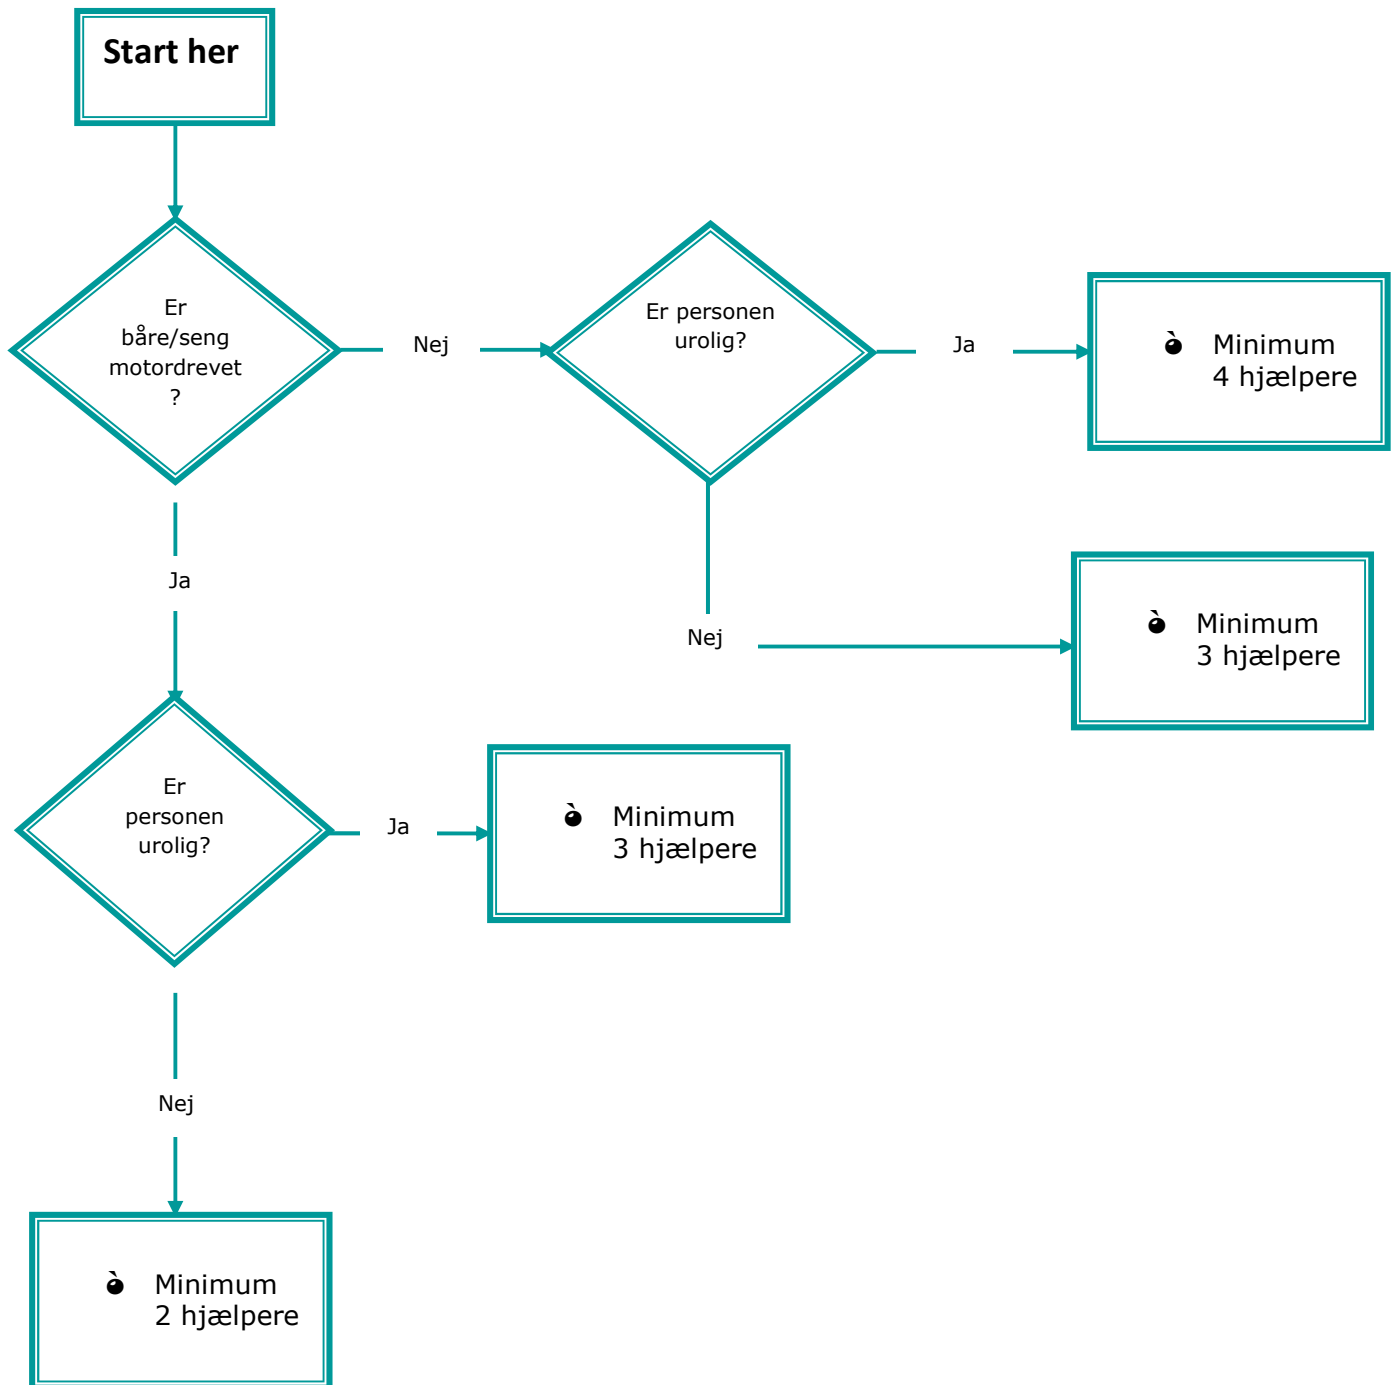 Start her
Er
båre/seng
motordrevet
?
Nej
Er personen
urolig?
Ja
Minimum
4 hjælpere
Nej
Minimum
3 hjælpere
Ja
Er
personen
urolig?
Ja
Minimum
3 hjælpere
Nej
Minimum
2 hjælpere